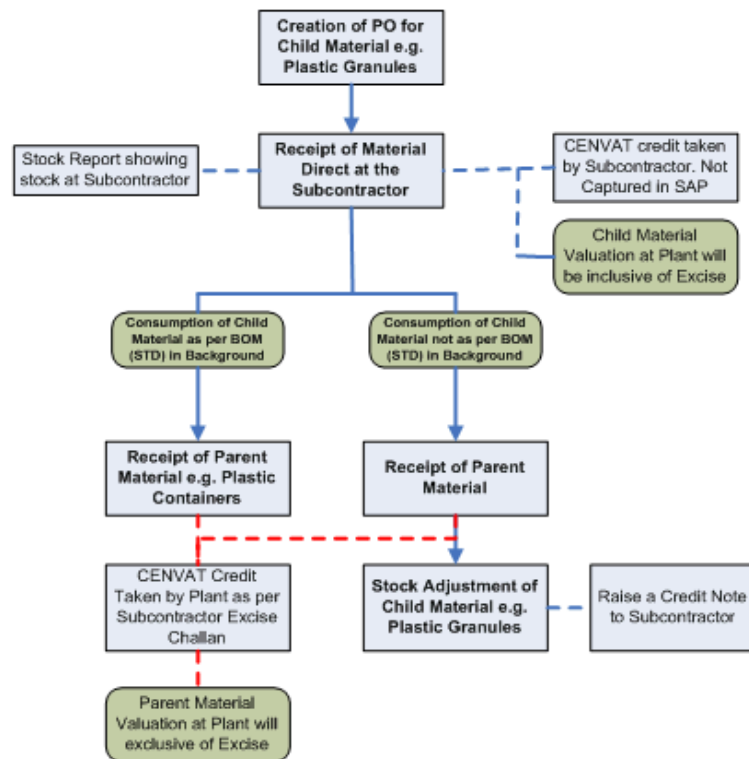 Creation of PO for
Child Material e.g.
Plastic Granules
Stock Report showing
stock at Subcontractor
Receipt of Material
Direct at the
Subcontractor
CENVAT credit taken
by Subcontractor. Not
Captured in SAP
Child Material
Valuation at Plant will
be inclusive of Excise
Consumption of Child
Material as per BOM
(STD) in Background
Consumption of Child
Material not as per BOM
(STD) in Background
Receipt of Parent
Material e.g. Plastic
Containers
Receipt of Parent
Material
CENVAT Credit
Taken by Plant as per
Subcontractor Excise
Challan
Stock Adjustment of
Child Material e.g.
Plastic Granules
Raise a Credit Note
to Subcontractor
Parent Material
Valuation at Plant will
exclusive of Excise